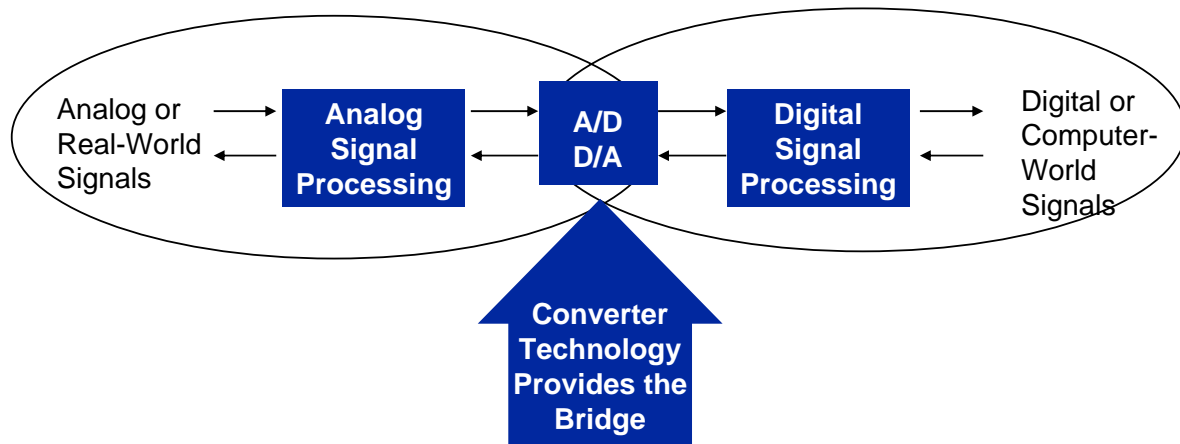 Analog or
Real-World
Signals
Analog
Signal
Processing
A/D
D/A
Digital
Signal
Processing
Digital or
Computer-
World
Signals
Converter
Technology
Provides the
Bridge